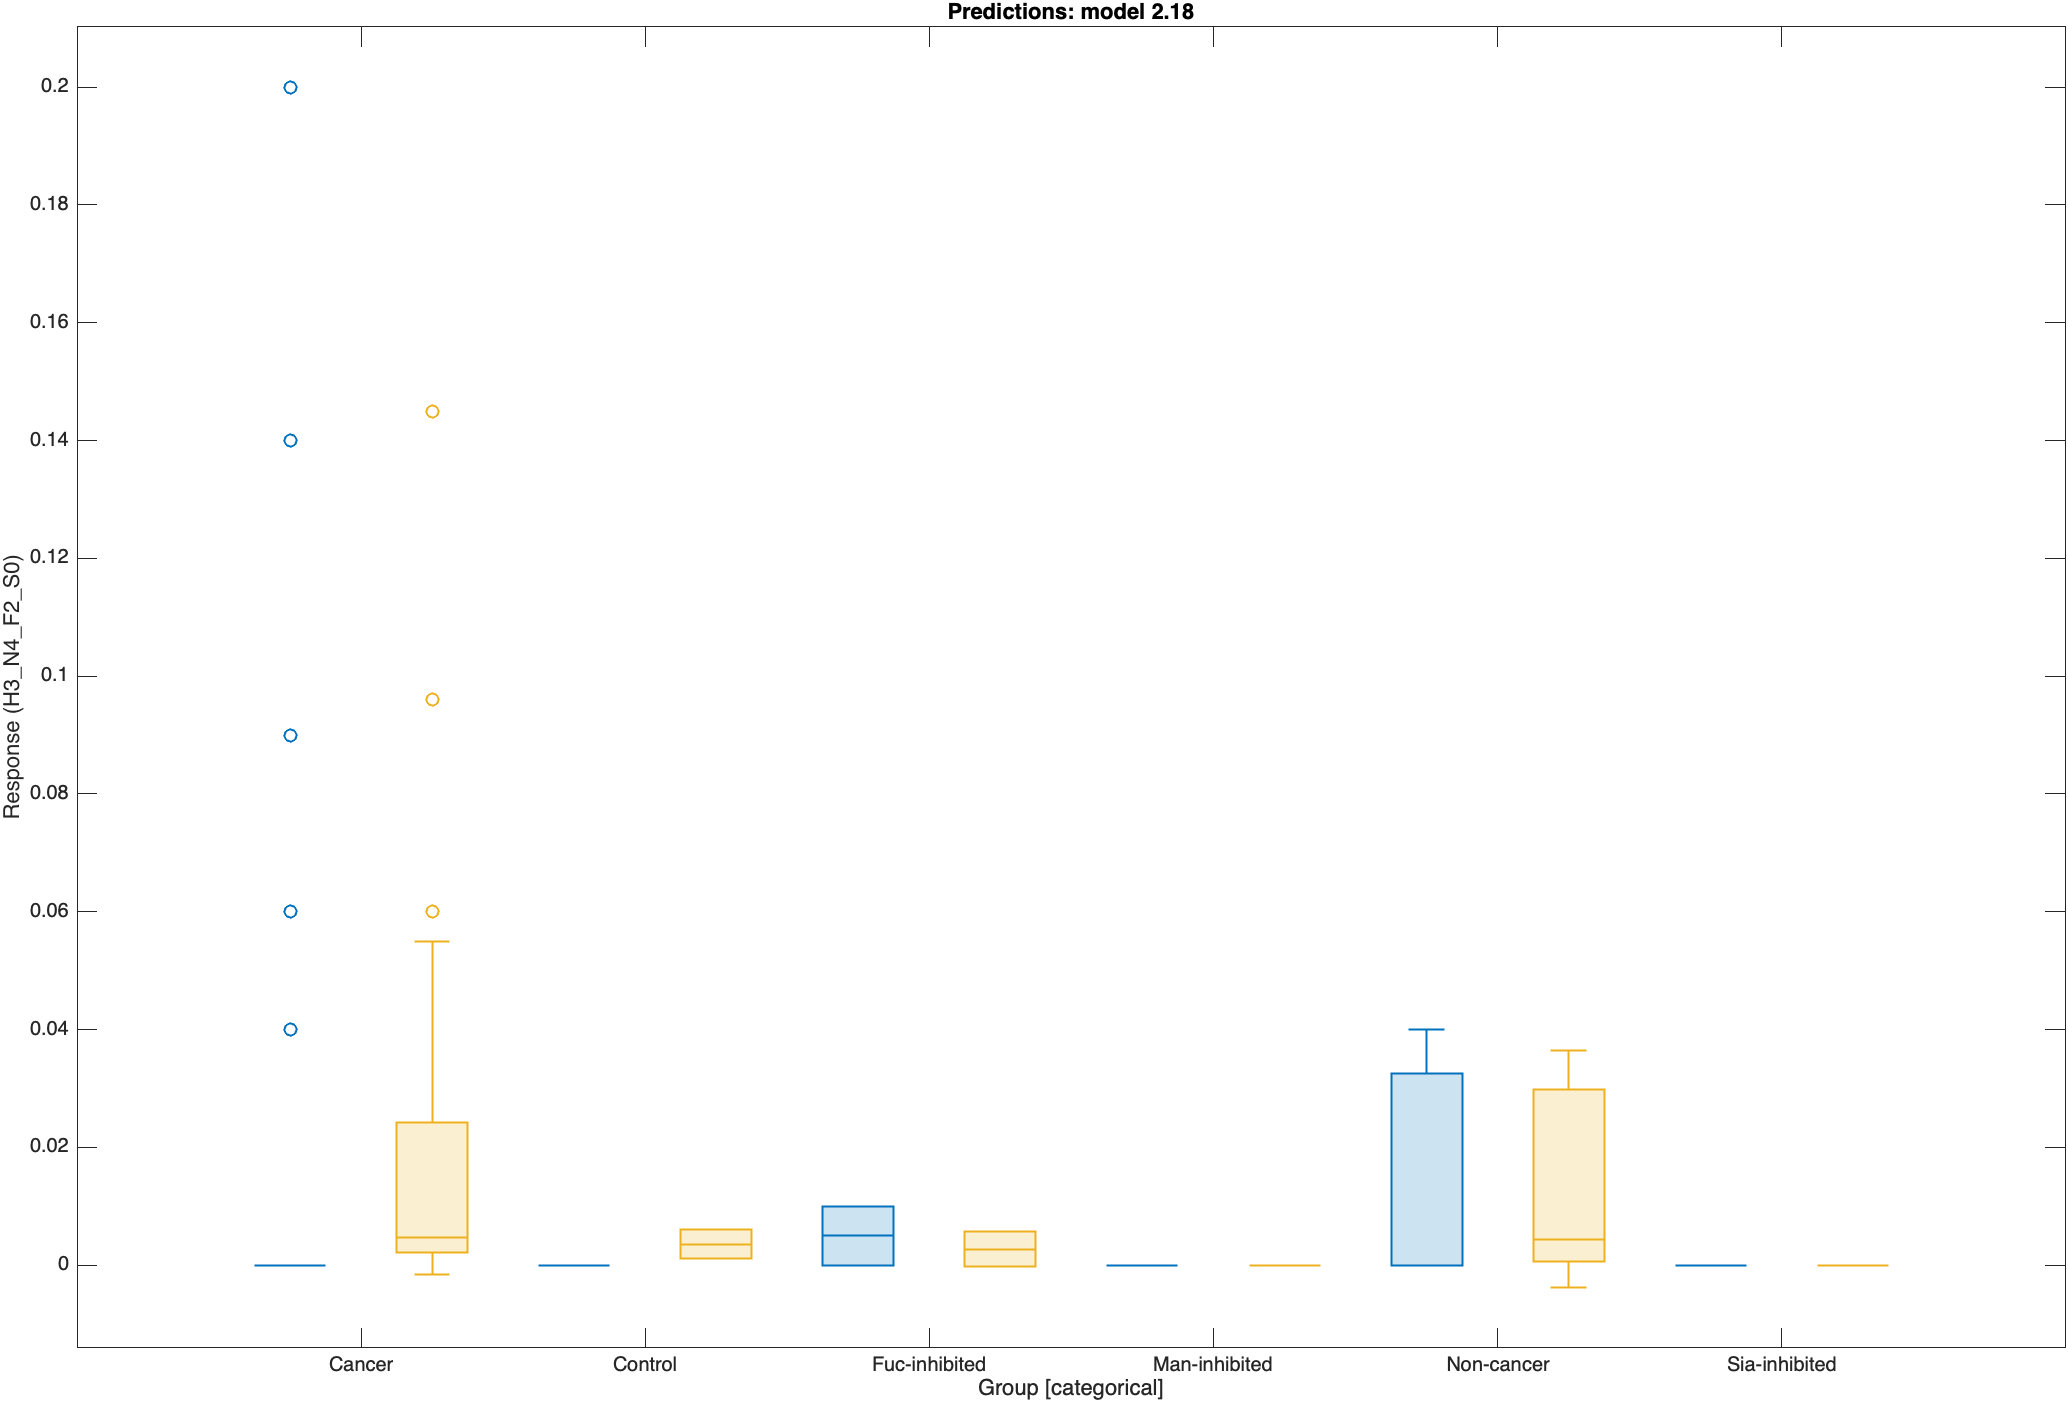 Predictions: model 2.18
0.2
0.18
0.16
0.14
0.12
0.1
0.08
0.06
0.04
0.02
0
Response (H3_N4_F2_S0)
Cancer Control Fuc-inhibited Man-inhibited Non-cancer Sia-inhibited
Group [categorical]